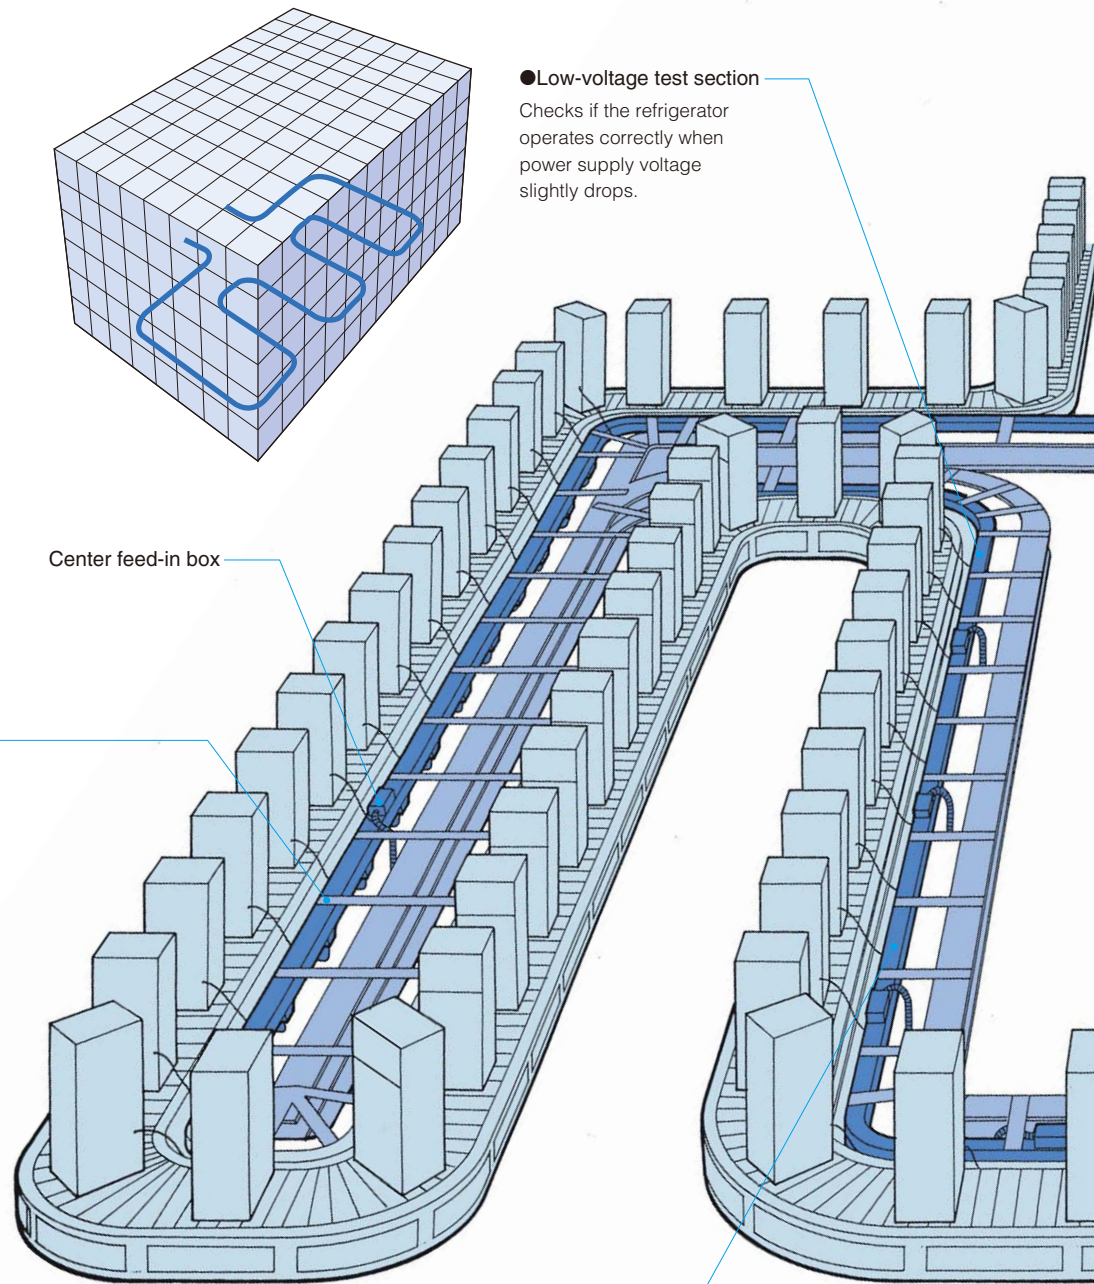 ●Low-voltage test section
Checks if the refrigerator
operates correctly when
power supply voltage
slightly drops.
Center feed-in box